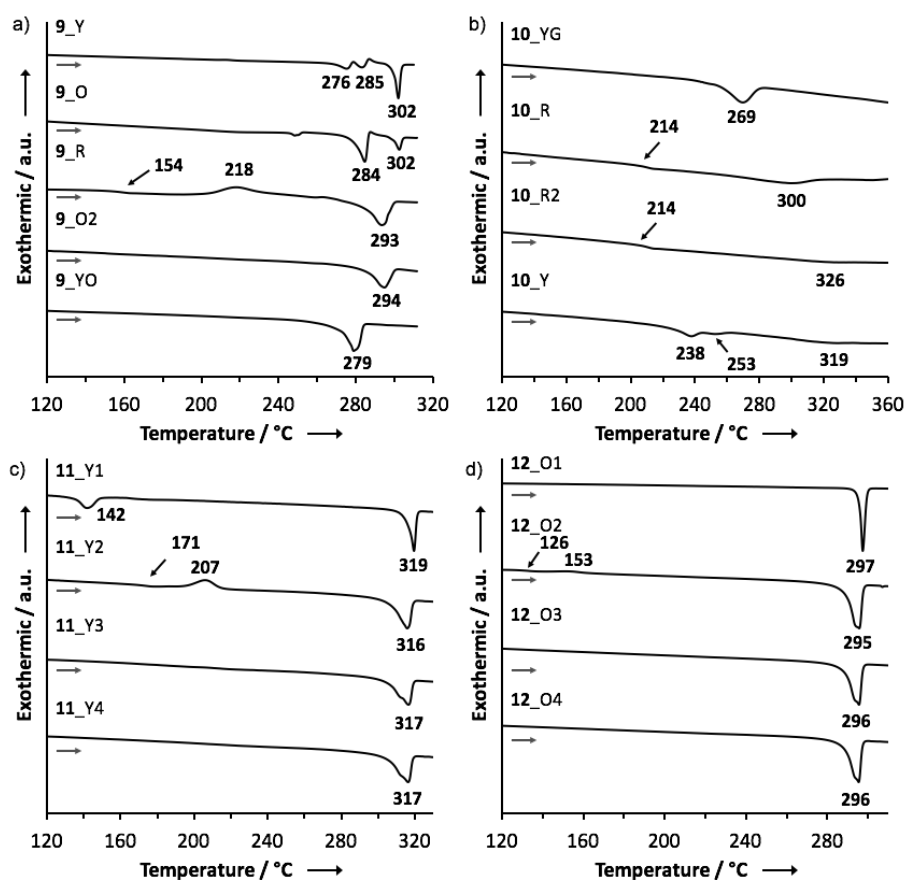 a)
9_Y
276 285
302
9_O
284 302
9_R
154 218
293
9_O2
294
9_YO
279
Exothermic / a.u. ⟶
120 160 200 240 280 320
Temperature / °C ⟶
b)
10_YG
269
10_R
214
300
10_R2
214
326
10_Y
238 253 319
Exothermic / a.u. ⟶
120 160 200 240 280 320 360
Temperature / °C ⟶
c)
11_Y1
142
319
11_Y2
171
207
316
11_Y3
317
11_Y4
317
Exothermic / a.u. ⟶
120 160 200 240 280 320
Temperature / °C ⟶
d)
12_O1
297
12_O2
126
153
295
12_O3
296
12_O4
296
Exothermic / a.u. ⟶
120 160 200 240 280
Temperature / °C ⟶